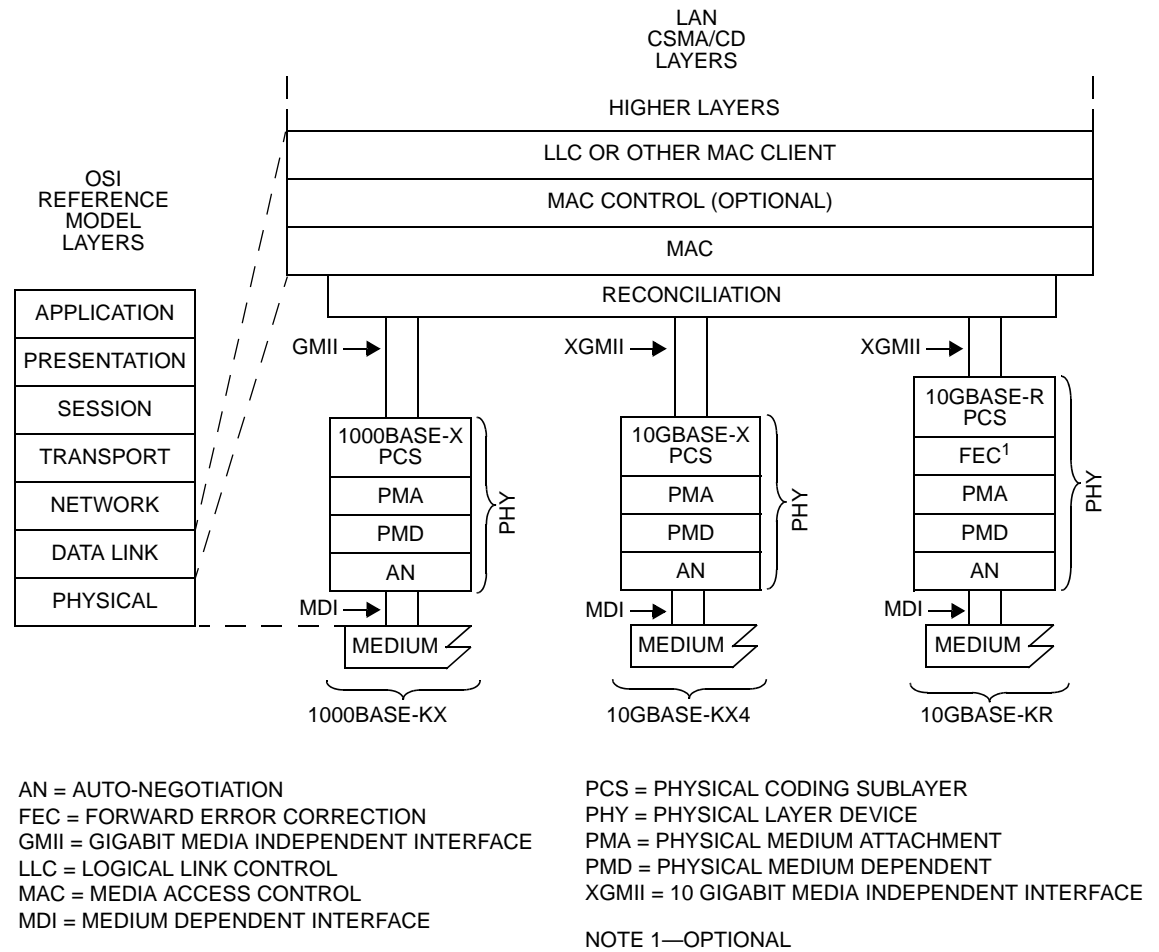 LAN
CSMA/CD
LAYERS
HIGHER LAYERS
LLC OR OTHER MAC CLIENT
MAC CONTROL (OPTIONAL)
MAC
RECONCILIATION
OSI
REFERENCE
MODEL
LAYERS
APPLICATION
PRESENTATION
SESSION
TRANSPORT
NETWORK
DATA LINK
PHYSICAL
GMII
1000BASE-X
PCS
PMA
PMD
AN
PHY
MDI
MEDIUM
1000BASE-KX
XGMII
10GBASE-X
PCS
PMA
PMD
AN
PHY
MDI
MEDIUM
10GBASE-KX4
XGMII
10GBASE-R
PCS
FEC¹
PMA
PMD
AN
PHY
MDI
MEDIUM
10GBASE-KR
AN = AUTO-NEGOTIATION
FEC = FORWARD ERROR CORRECTION
GMII = GIGABIT MEDIA INDEPENDENT INTERFACE
LLC = LOGICAL LINK CONTROL
MAC = MEDIA ACCESS CONTROL
MDI = MEDIUM DEPENDENT INTERFACE
PCS = PHYSICAL CODING SUBLAYER
PHY = PHYSICAL LAYER DEVICE
PMA = PHYSICAL MEDIUM ATTACHMENT
PMD = PHYSICAL MEDIUM DEPENDENT
XGMII = 10 GIGABIT MEDIA INDEPENDENT INTERFACE
NOTE 1—OPTIONAL